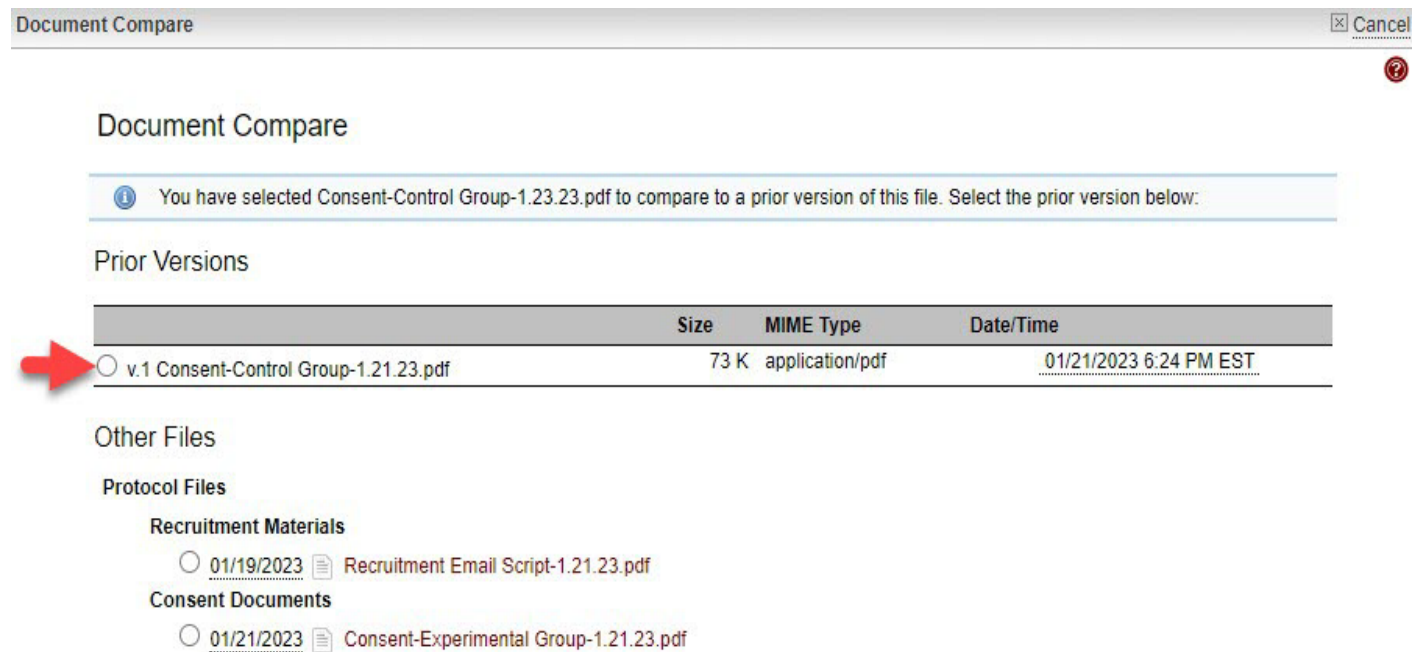 Document Compare Cancel
Document Compare
You have selected Consent-Control Group-1.23.23.pdf to compare to a prior version of this file. Select the prior version below:
Prior Versions
Size MIME Type Date/Time
v.1 Consent-Control Group-1.21.23.pdf 73 K application/pdf 01/21/2023 6:24 PM EST
Other Files
Protocol Files
Recruitment Materials
01/19/2023 Recruitment Email Script-1.21.23.pdf
Consent Documents
01/21/2023 Consent-Experimental Group-1.21.23.pdf